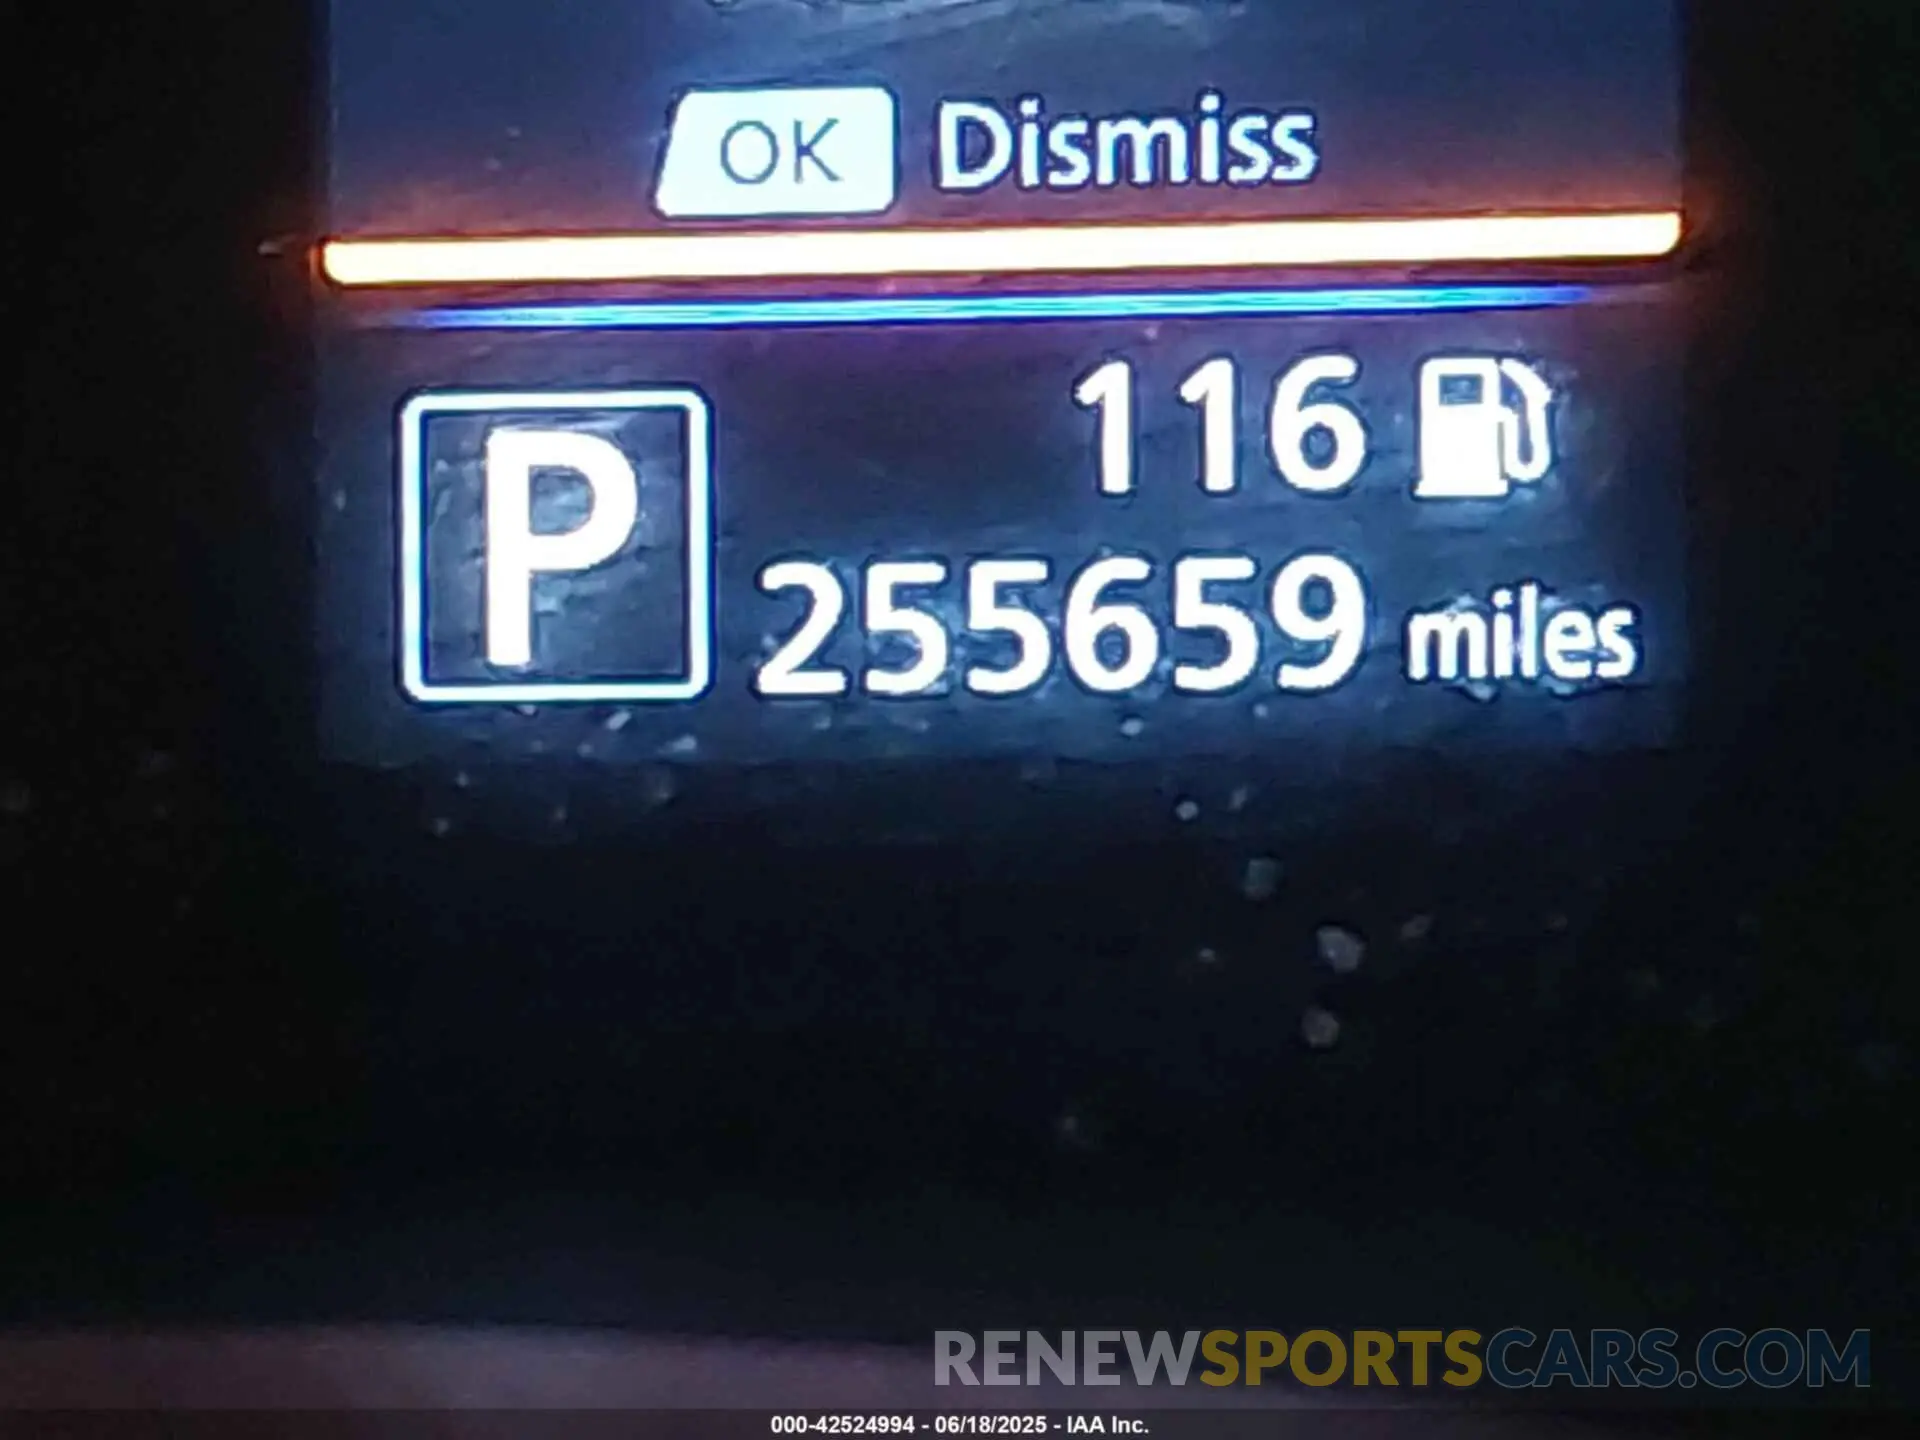 OK Dismiss
116
P
255659 miles
RENEWSPORTSCARS.COM
000-42524994 - 06/18/2025 - IAA Inc.